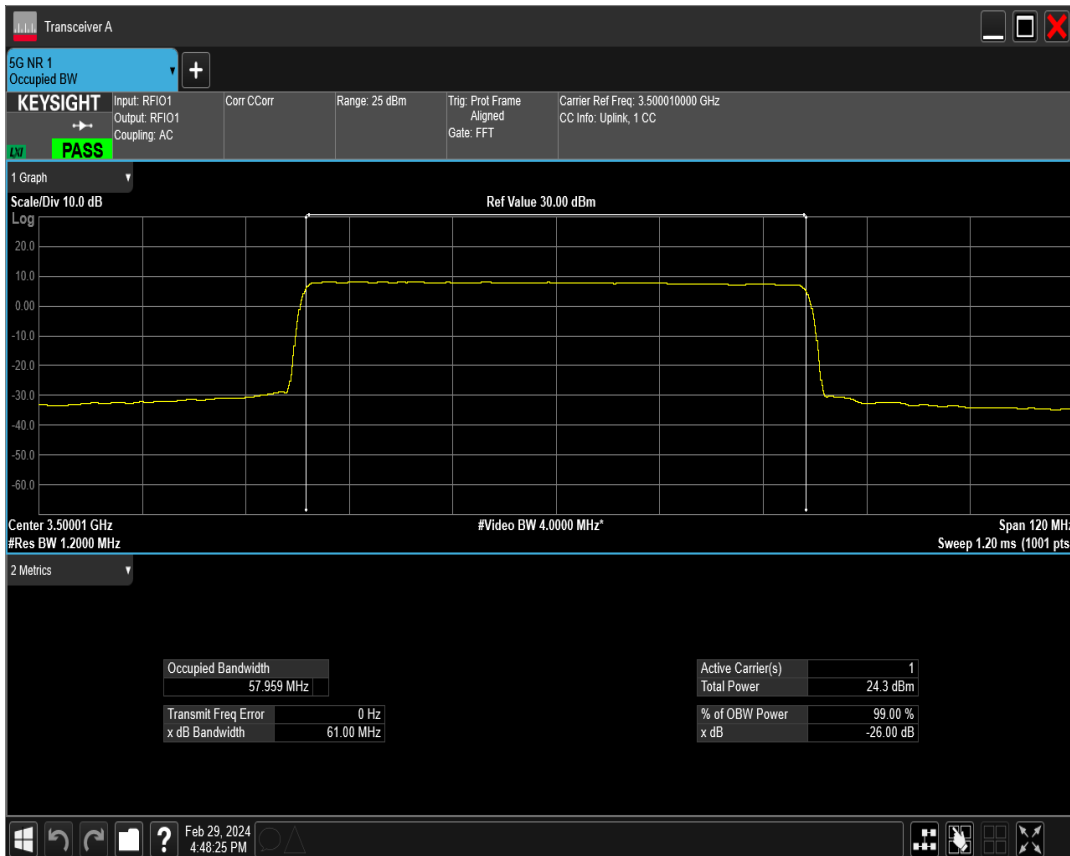 Transceiver A
5G NR 1
Occupied BW
KEYSIGHT
LXI
PASS
Input: RFIO1
Output: RFIO1
Coupling: AC
Corr CCorr
Range: 25 dBm
Trig: Prot Frame
Aligned
Gate: FFT
Carrier Ref Freq: 3.500010000 GHz
CC Info: Uplink, 1 CC
1 Graph
Scale/Div 10.0 dB
Ref Value 30.00 dBm
Log
20.0
10.0
0.00
-10.0
-20.0
-30.0
-40.0
-50.0
-60.0
Center 3.50001 GHz
#Video BW 4.0000 MHz*
Span 120 MHz
#Res BW 1.2000 MHz
Sweep 1.20 ms (1001 pts
2 Metrics
Occupied Bandwidth
57.959 MHz
Transmit Freq Error 0 Hz
x dB Bandwidth 61.00 MHz
Active Carrier(s) 1
Total Power 24.3 dBm
% of OBW Power 99.00 %
x dB -26.00 dB
Feb 29, 2024
4:48:25 PM